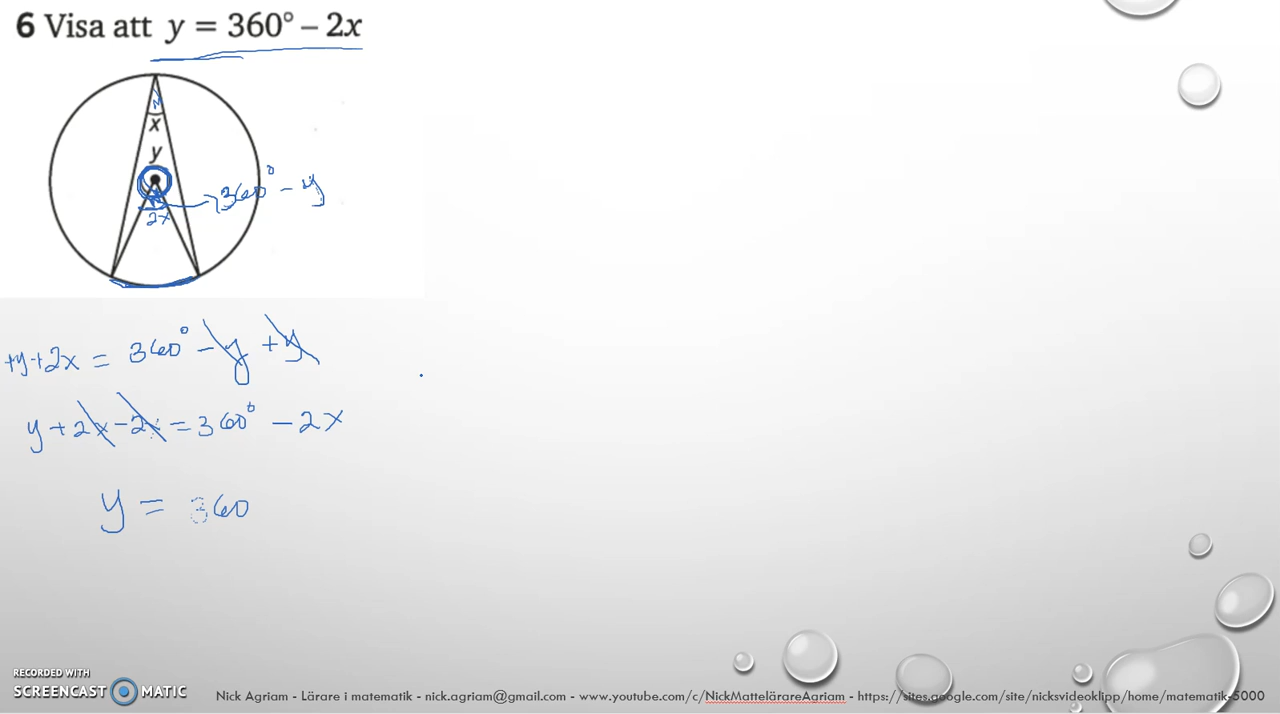 6 Visa att y = 360° – 2x
x
y
360° - y
2x
+y+2x = 360° - y + y
y + 2x - 2x = 360° - 2x
y = 360
RECORDED WITH
SCREENCAST MATIC
Nick Agriam - Lärare i matematik - nick.agriam@gmail.com - www.youtube.com/c/NickMattelärareAgriam - https://sites.google.com/site/nicksvideoklipp/home/matematik-5000